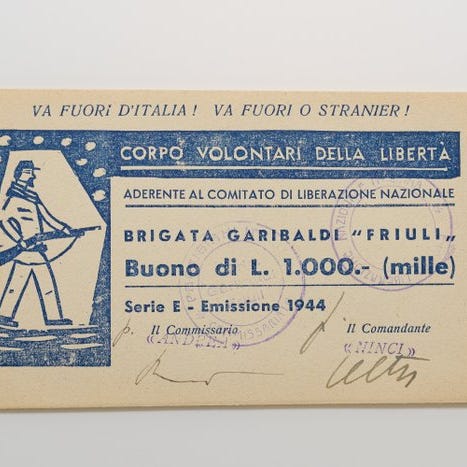 VA FUORI D'ITALIA! VA FUORI O STRANIER!
CORPO VOLONTARI DELLA LIBERTÀ
ADERENTE AL COMITATO DI LIBERAZIONE NAZIONALE
BRIGATA GARIBALDI "FRIULI"
Buono di L. 1.000.- (mille)
Serie E - Emissione 1944
p. Il Commissario
«ANDREA»
p. Il Comandante
«NINCI»